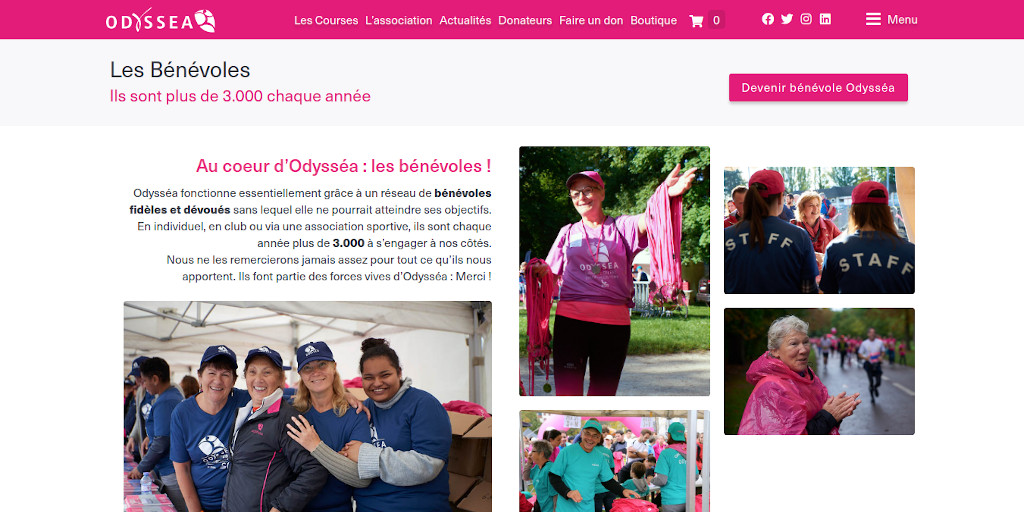 ODYSSEA
Les Courses L'association Actualités Donateurs Faire un don Boutique 0 Menu
Les Bénévoles
Ils sont plus de 3.000 chaque année
Devenir bénévole Odysséa
Au coeur d'Odysséa : les bénévoles !
Odysséa fonctionne essentiellement grâce à un réseau de bénévoles
fidèles et dévoués sans lequel elle ne pourrait atteindre ses objectifs.
En individuel, en club ou via une association sportive, ils sont chaque
année plus de 3.000 à s'engager à nos côtés.
Nous ne les remercierons jamais assez pour tout ce qu'ils nous
apportent. Ils font partie des forces vives d'Odysséa : Merci !
ODYSSEA
STAFF
STAFF